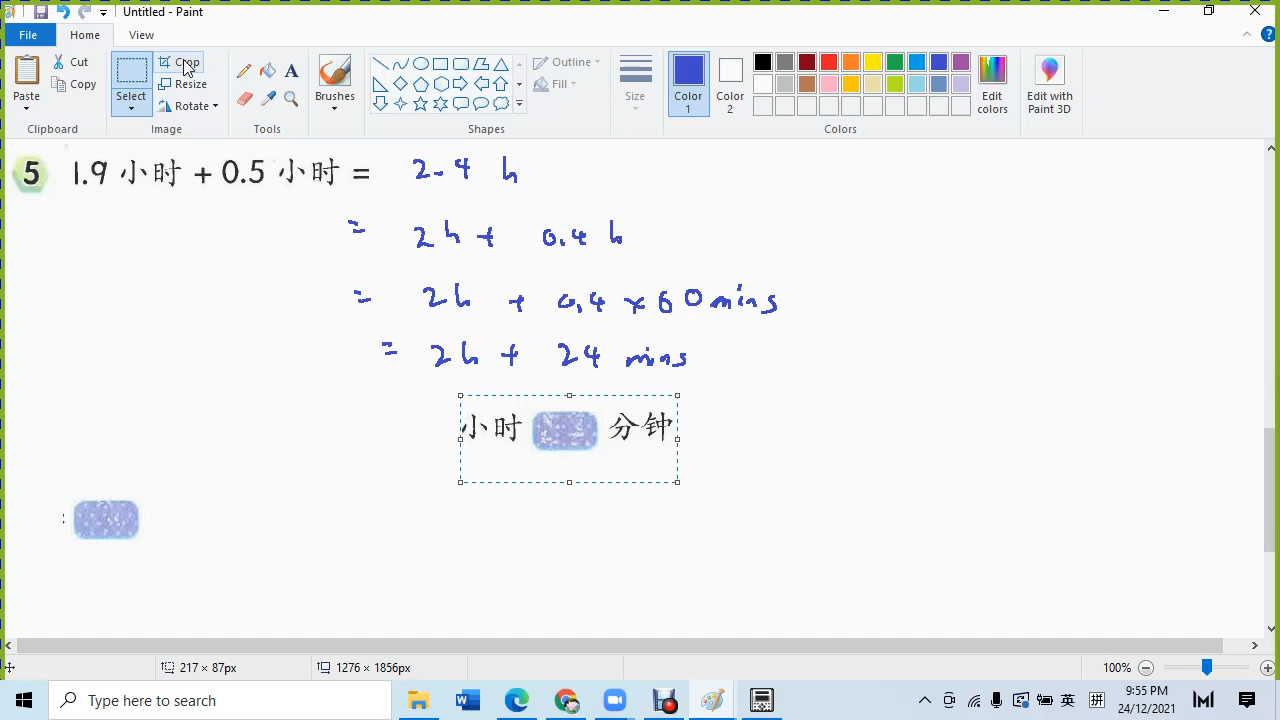 Untitled - Paint
File Home View
Paste Cut Copy Clipboard
Select Crop Resize Rotate Image
Tools
Brushes
Outline Fill Shapes
Size
Color 1 Color 2 Edit colors Colors
Edit with Paint 3D
5 1.9 小时 + 0.5 小时 = 2.4 h
= 2h + 0.4 h
= 2h + 0.4 × 60 mins
= 2h + 24 mins
小时 分钟
:
217 × 87px 1276 × 1856px 100%
Type here to search
英 拼 9:55 PM
24/12/2021